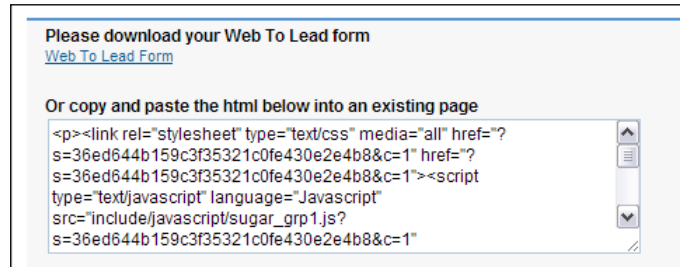 Please download your Web To Lead form
Web To Lead Form
Or copy and paste the html below into an existing page
<p><link rel="stylesheet" type="text/css" media="all" href="?
s=36ed644b159c3f35321c0fe430e2e4b8&c=1" href="?
s=36ed644b159c3f35321c0fe430e2e4b8&c=1"><script
type="text/javascript" language="Javascript"
src="include/javascript/sugar_grp1.js?
s=36ed644b159c3f35321c0fe430e2e4b8&c=1"